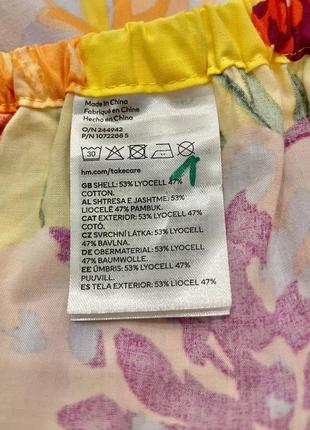 Made in China
Fabriqué en China
Hecho en China
O/N 244942
P/N 1072288 5
30
hm.com/takecare
GB SHELL: 53% LYOCELL 47%
COTTON.
AL SHTRESA E JASHTME: 53%
LIOCELË 47% PAMBUK.
CAT EXTERIOR: 53% LYOCELL 47%
COTÓ.
CZ SVRCHNÍ LÁTKA: 53% LYOCELL
47% BAVLNA.
DE OBERMATERIAL: 53% LYOCELL
47% BAUMWOLLE.
EE ÜMBRIS: 53% LYOCELL 47%
PUUVILL.
ES TELA EXTERIOR: 53% LIOCEL 47%